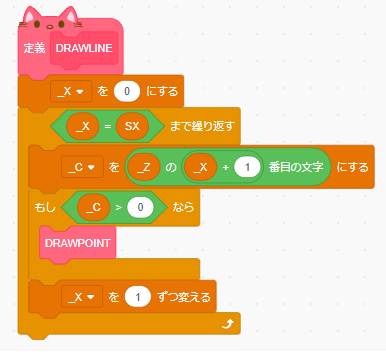 定義 DRAWLINE
_X を 0 にする
_X = SX まで繰り返す
_C を _Z の _X + 1 番目の文字 にする
もし _C > 0 なら
DRAWPOINT
_X を 1 ずつ変える